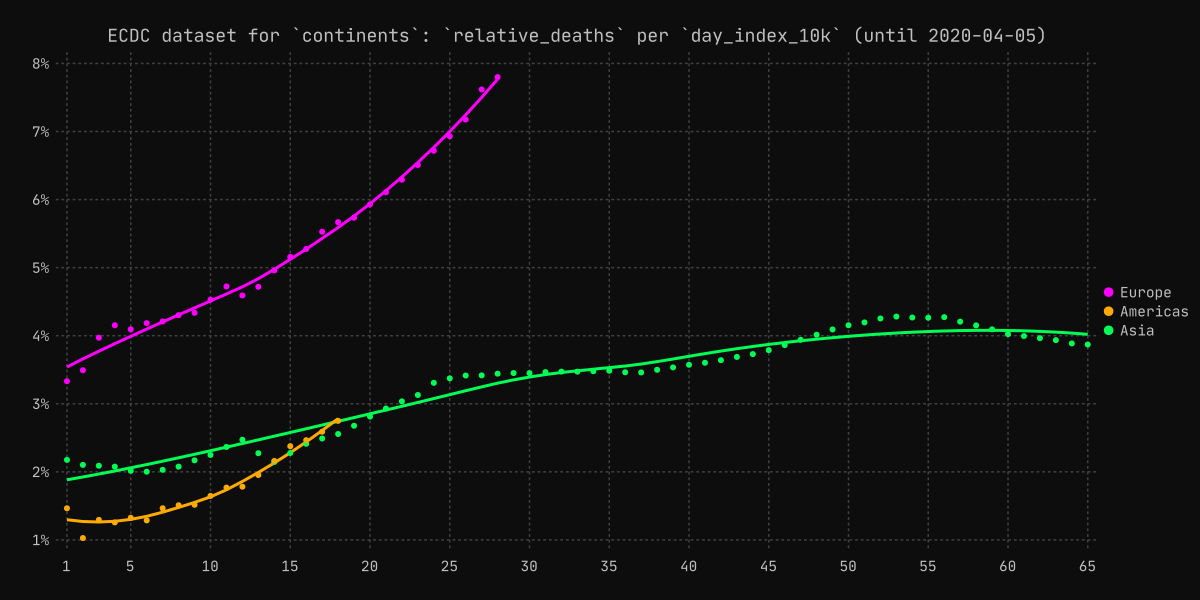 ECDC dataset for `continents`: `relative_deaths` per `day_index_10k` (until 2020-04-05)
8%
7%
6%
5%
4%
3%
2%
1%
Europe
Americas
Asia
1 5 10 15 20 25 30 35 40 45 50 55 60 65